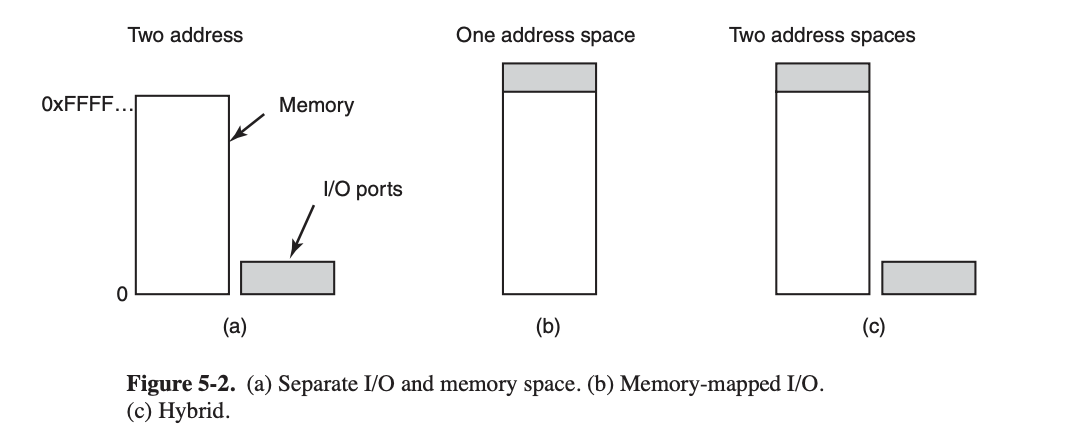 Two address
One address space
Two address spaces
0xFFFF…
Memory
I/O ports
0
(a)
(b)
(c)
Figure 5-2. (a) Separate I/O and memory space. (b) Memory-mapped I/O.
(c) Hybrid.